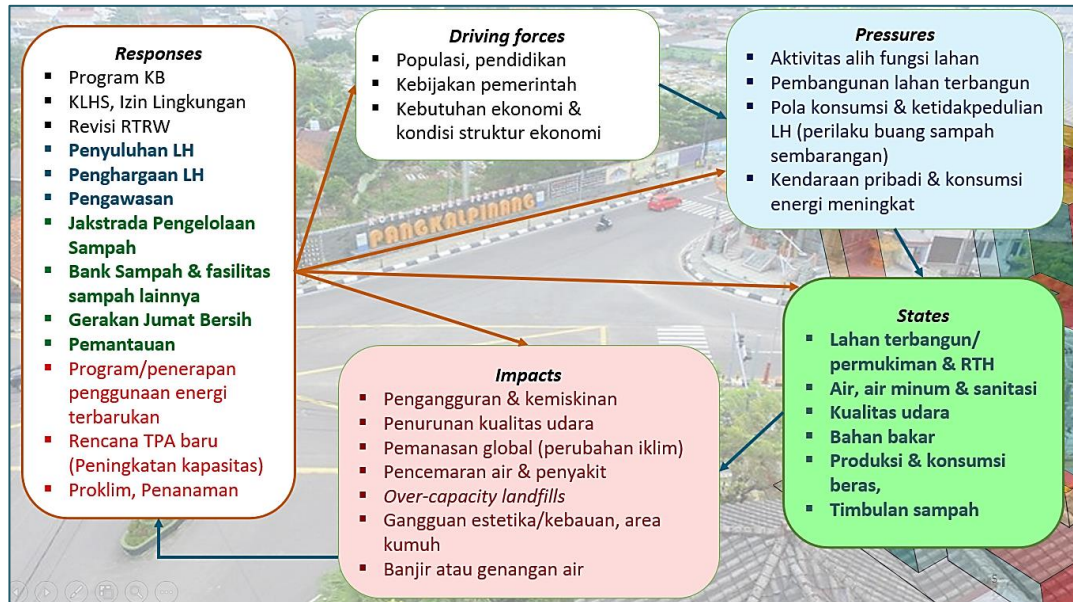 Responses
▪ Program KB
▪ KLHS, Izin Lingkungan
▪ Revisi RTRW
▪ Penyuluhan LH
▪ Penghargaan LH
▪ Pengawasan
▪ Jakstrada Pengelolaan
Sampah
▪ Bank Sampah & fasilitas
sampah lainnya
▪ Gerakan Jumat Bersih
▪ Pemantauan
▪ Program/penerapan
penggunaan energi
terbarukan
▪ Rencana TPA baru
(Peningkatan kapasitas)
▪ Proklim, Penanaman
Driving forces
▪ Populasi, pendidikan
▪ Kebijakan pemerintah
▪ Kebutuhan ekonomi &
kondisi struktur ekonomi
Pressures
▪ Aktivitas alih fungsi lahan
▪ Pembangunan lahan terbangun
▪ Pola konsumsi & ketidakpedulian
LH (perilaku buang sampah
sembarangan)
▪ Kendaraan pribadi & konsumsi
energi meningkat
PANGKALPINANG
States
▪ Lahan terbangun/
permukiman & RTH
▪ Air, air minum & sanitasi
▪ Kualitas udara
▪ Bahan bakar
▪ Produksi & konsumsi
beras,
▪ Timbulan sampah
Impacts
▪ Pengangguran & kemiskinan
▪ Penurunan kualitas udara
▪ Pemanasan global (perubahan iklim)
▪ Pencemaran air & penyakit
▪ Over-capacity landfills
▪ Gangguan estetika/kebauan, area
kumuh
▪ Banjir atau genangan air